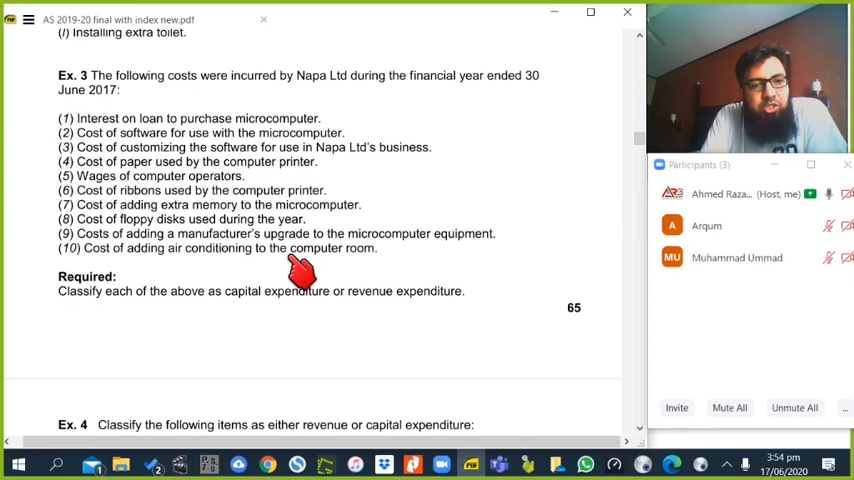 AS 2019-20 final with index new.pdf
(l) Installing extra toilet.
Ex. 3 The following costs were incurred by Napa Ltd during the financial year ended 30
June 2017:
(1) Interest on loan to purchase microcomputer.
(2) Cost of software for use with the microcomputer.
(3) Cost of customizing the software for use in Napa Ltd's business.
(4) Cost of paper used by the computer printer.
(5) Wages of computer operators.
(6) Cost of ribbons used by the computer printer.
(7) Cost of adding extra memory to the microcomputer.
(8) Cost of floppy disks used during the year.
(9) Costs of adding a manufacturer's upgrade to the microcomputer equipment.
(10) Cost of adding air conditioning to the computer room.
Required:
Classify each of the above as capital expenditure or revenue expenditure.
65
Ex. 4 Classify the following items as either revenue or capital expenditure:
Participants (3)
Ahmed Raza... (Host, me)
A Arqum
MU Muhammad Ummad
Invite Mute All Unmute All ...
3:54 pm
17/06/2020